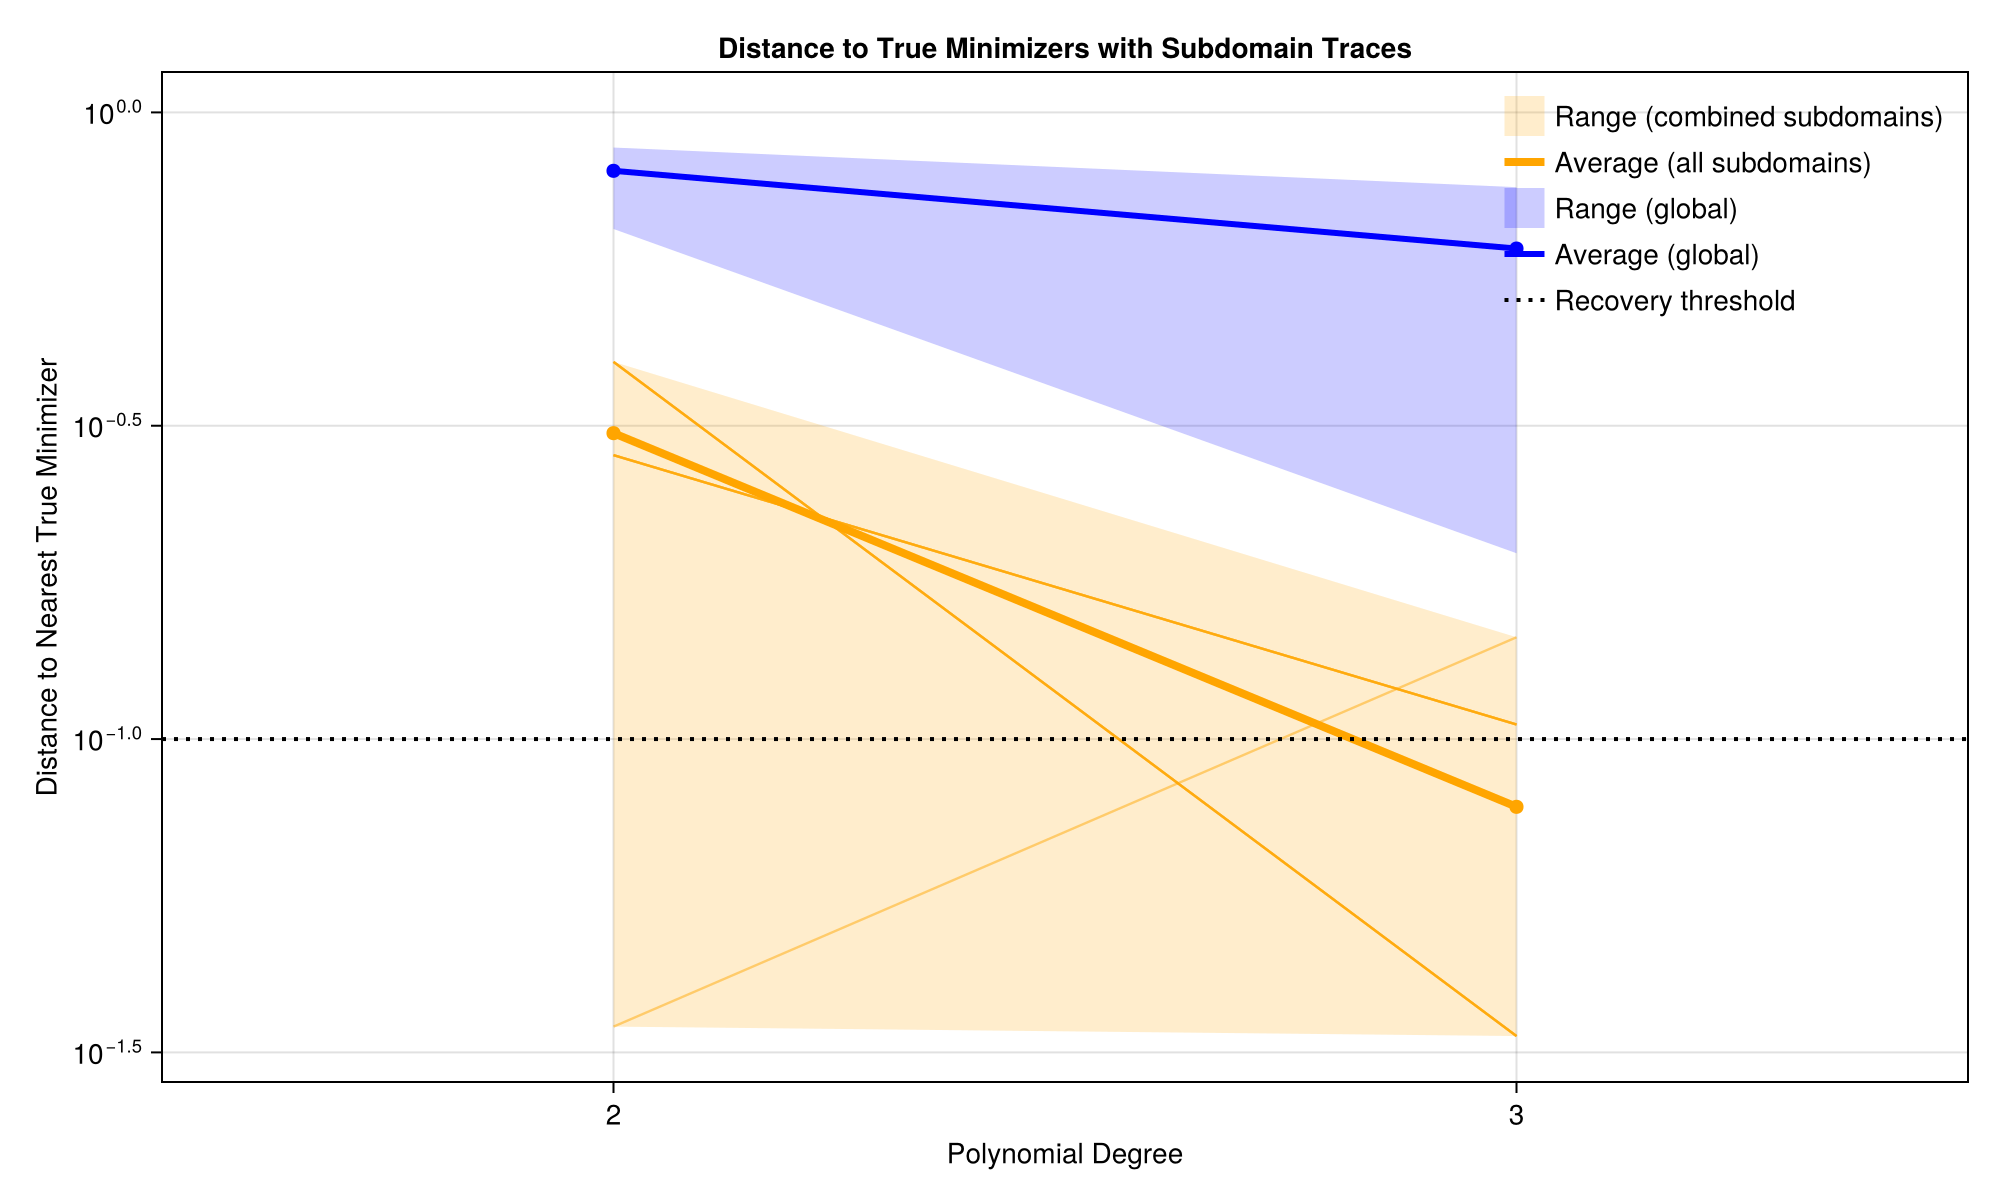 Distance to True Minimizers with Subdomain Traces
Range (combined subdomains)
Average (all subdomains)
Range (global)
Average (global)
Recovery threshold
Distance to Nearest True Minimizer
10^0.0
10^−0.5
10^−1.0
10^−1.5
2 3
Polynomial Degree